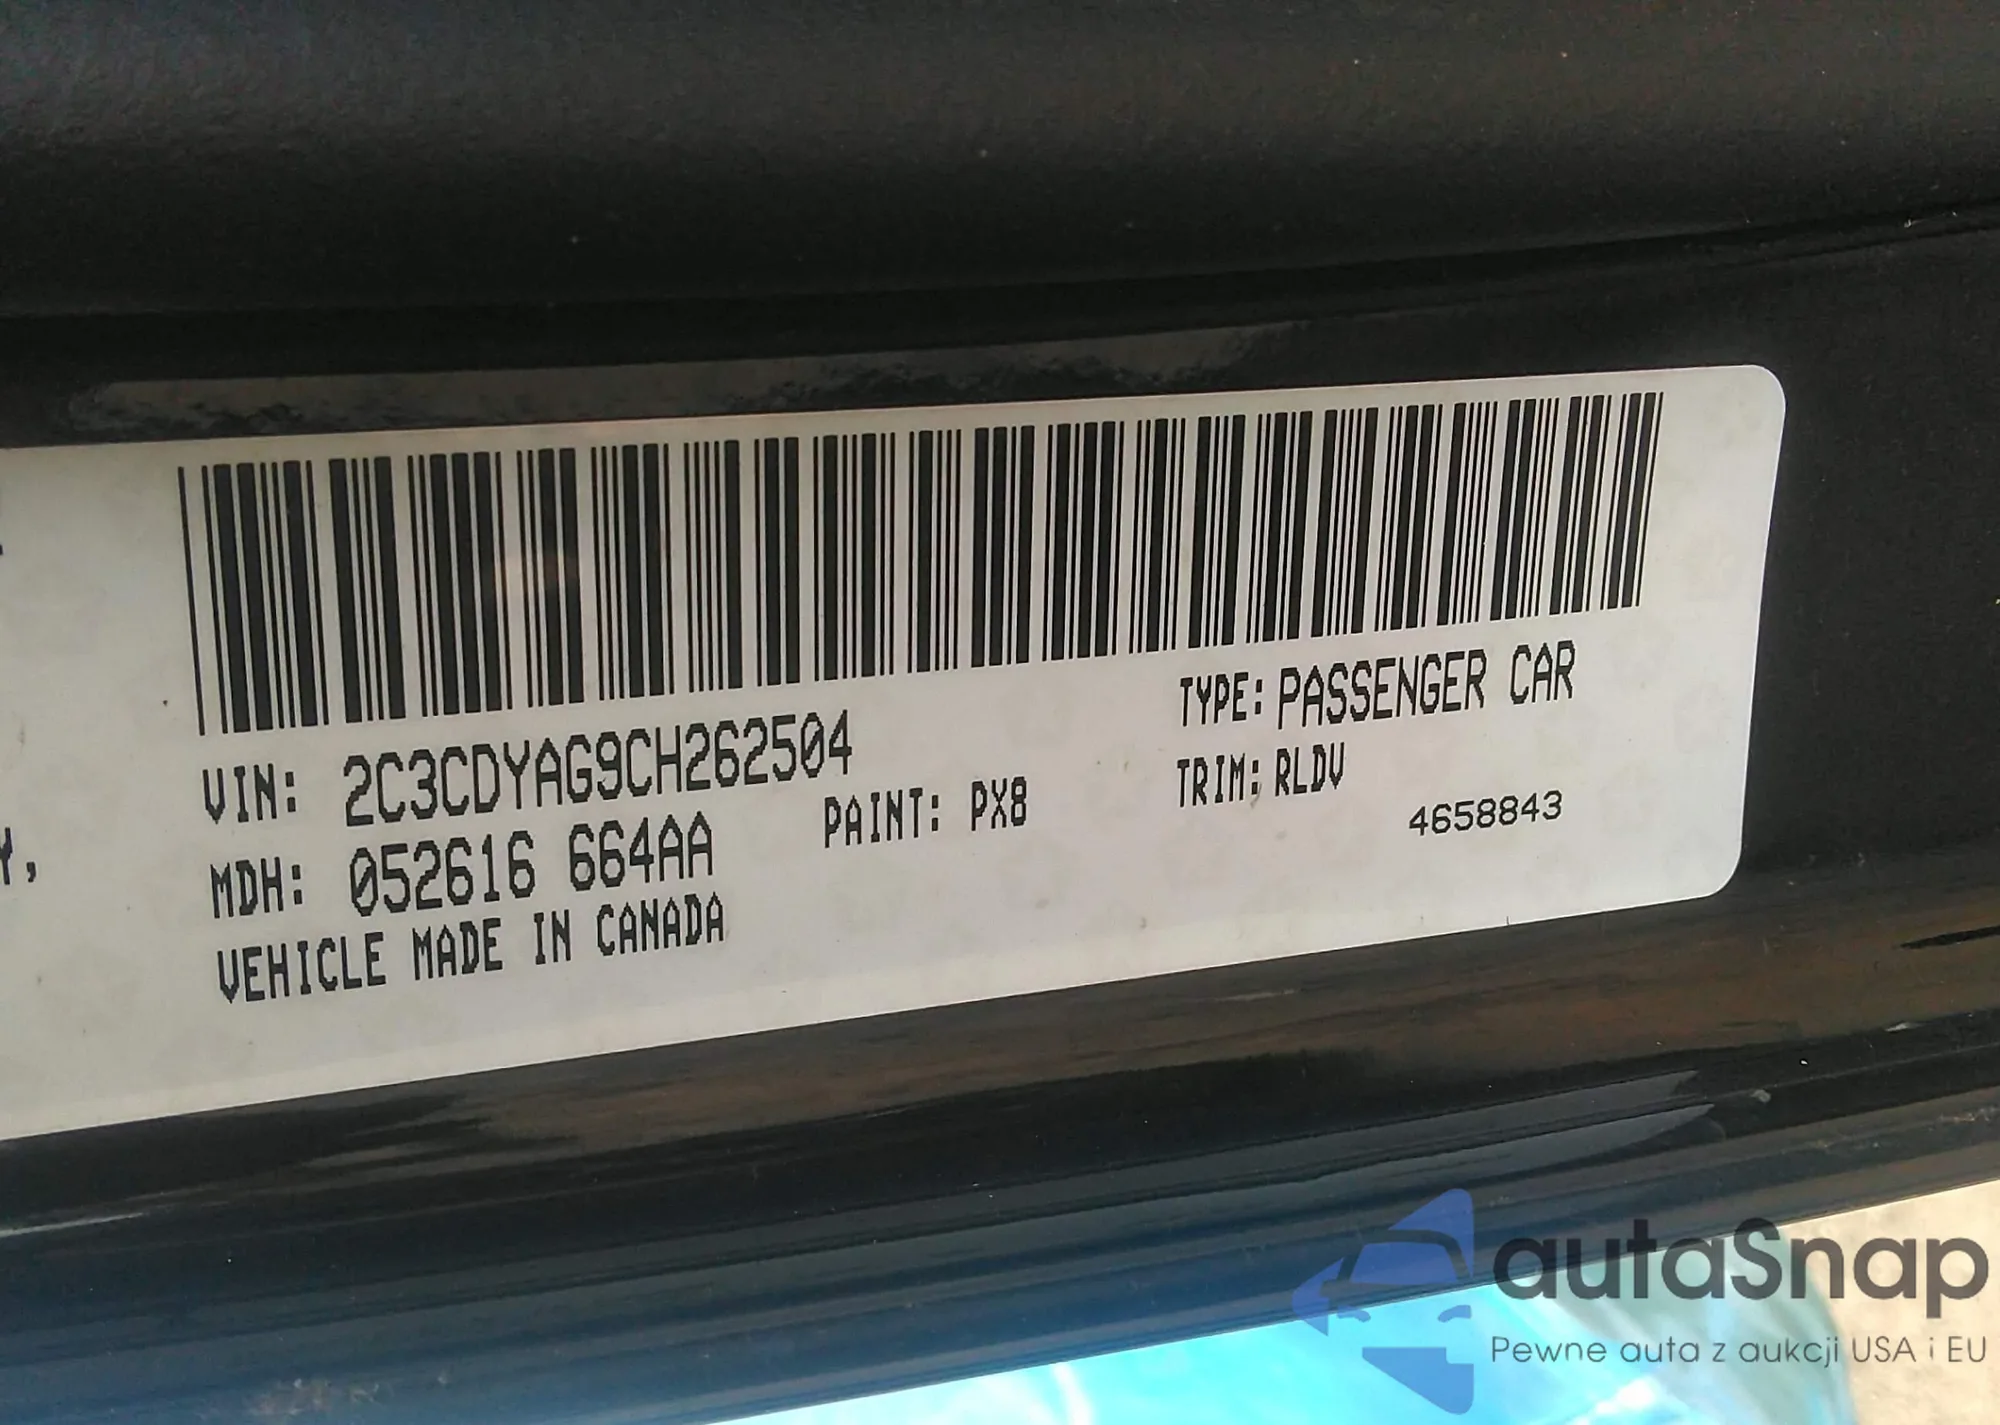 Y,
VIN: 2C3CDYAG9CH262504
MDH: 052616 664AA
PAINT: PX8
VEHICLE MADE IN CANADA
TYPE: PASSENGER CAR
TRIM: RLDV
4658843
autaSnap
Pewne auta z aukcji USA i EU